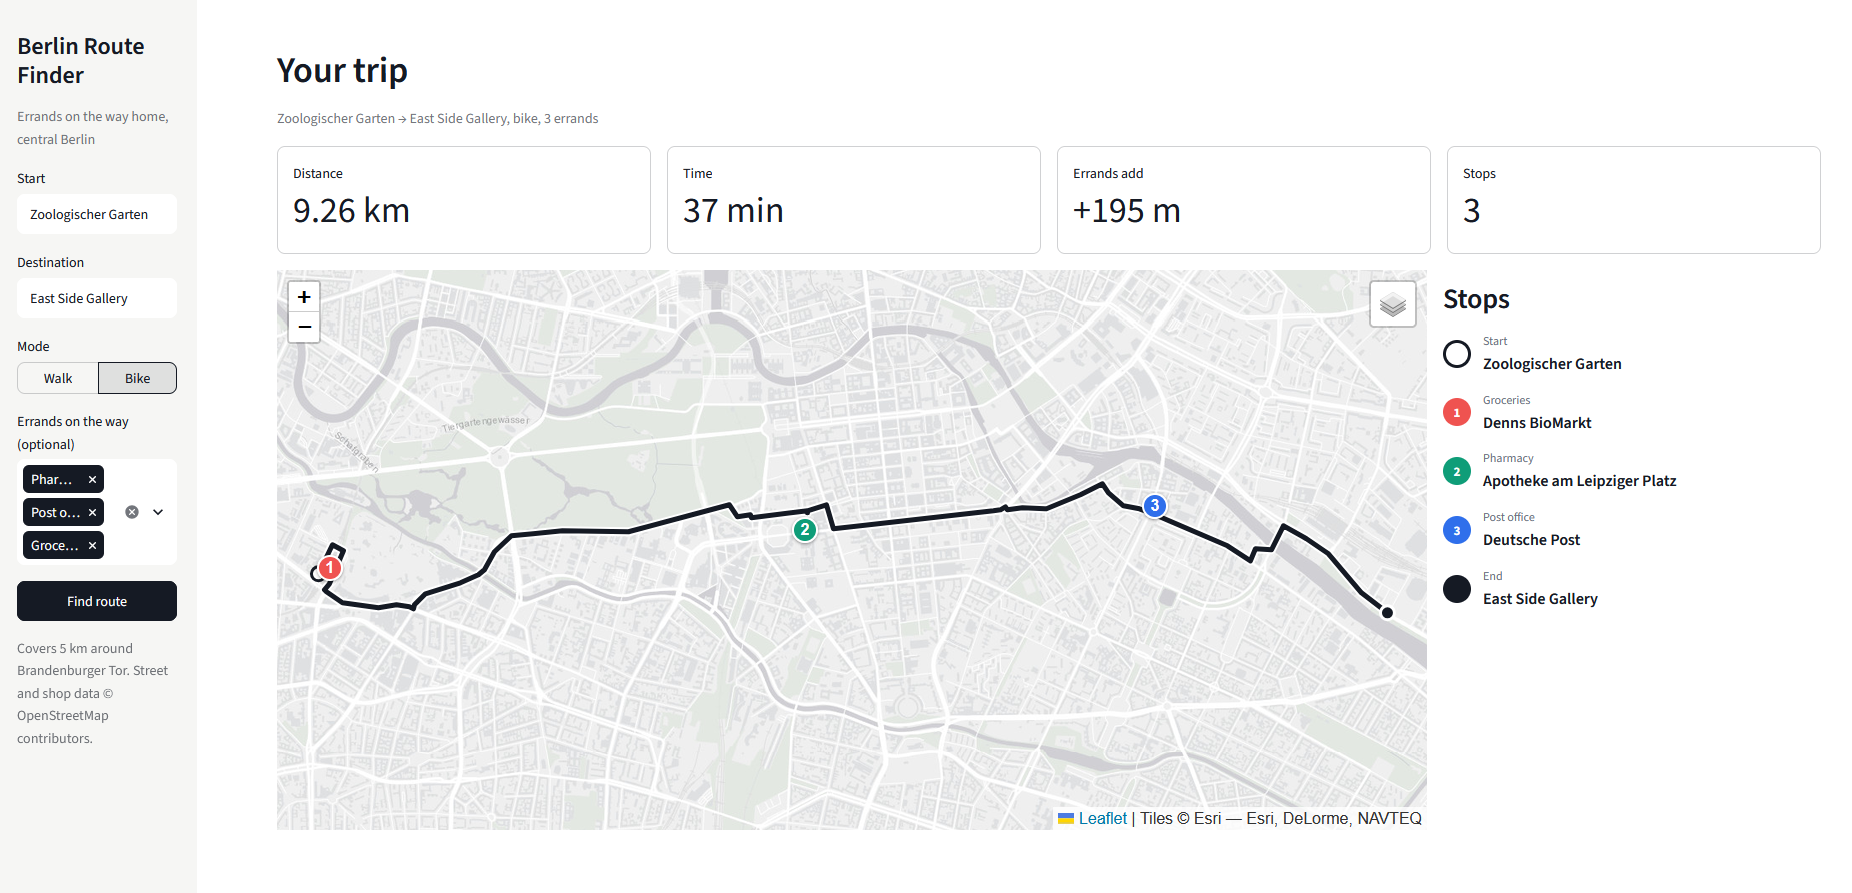 Berlin Route
Finder
Errands on the way home,
central Berlin
Start
Zoologischer Garten
Destination
East Side Gallery
Mode
Walk
Bike
Errands on the way
(optional)
Phar...
Post o...
Groce...
Find route
Covers 5 km around
Brandenburger Tor. Street
and shop data ©
OpenStreetMap
contributors.
Your trip
Zoologischer Garten → East Side Gallery, bike, 3 errands
Distance
9.26 km
Time
37 min
Errands add
+195 m
Stops
3
+
−
Tiergartengewässer
Schafgraben
1
2
3
Leaflet | Tiles © Esri — Esri, DeLorme, NAVTEQ
Stops
Start
Zoologischer Garten
1
Groceries
Denns BioMarkt
2
Pharmacy
Apotheke am Leipziger Platz
3
Post office
Deutsche Post
End
East Side Gallery